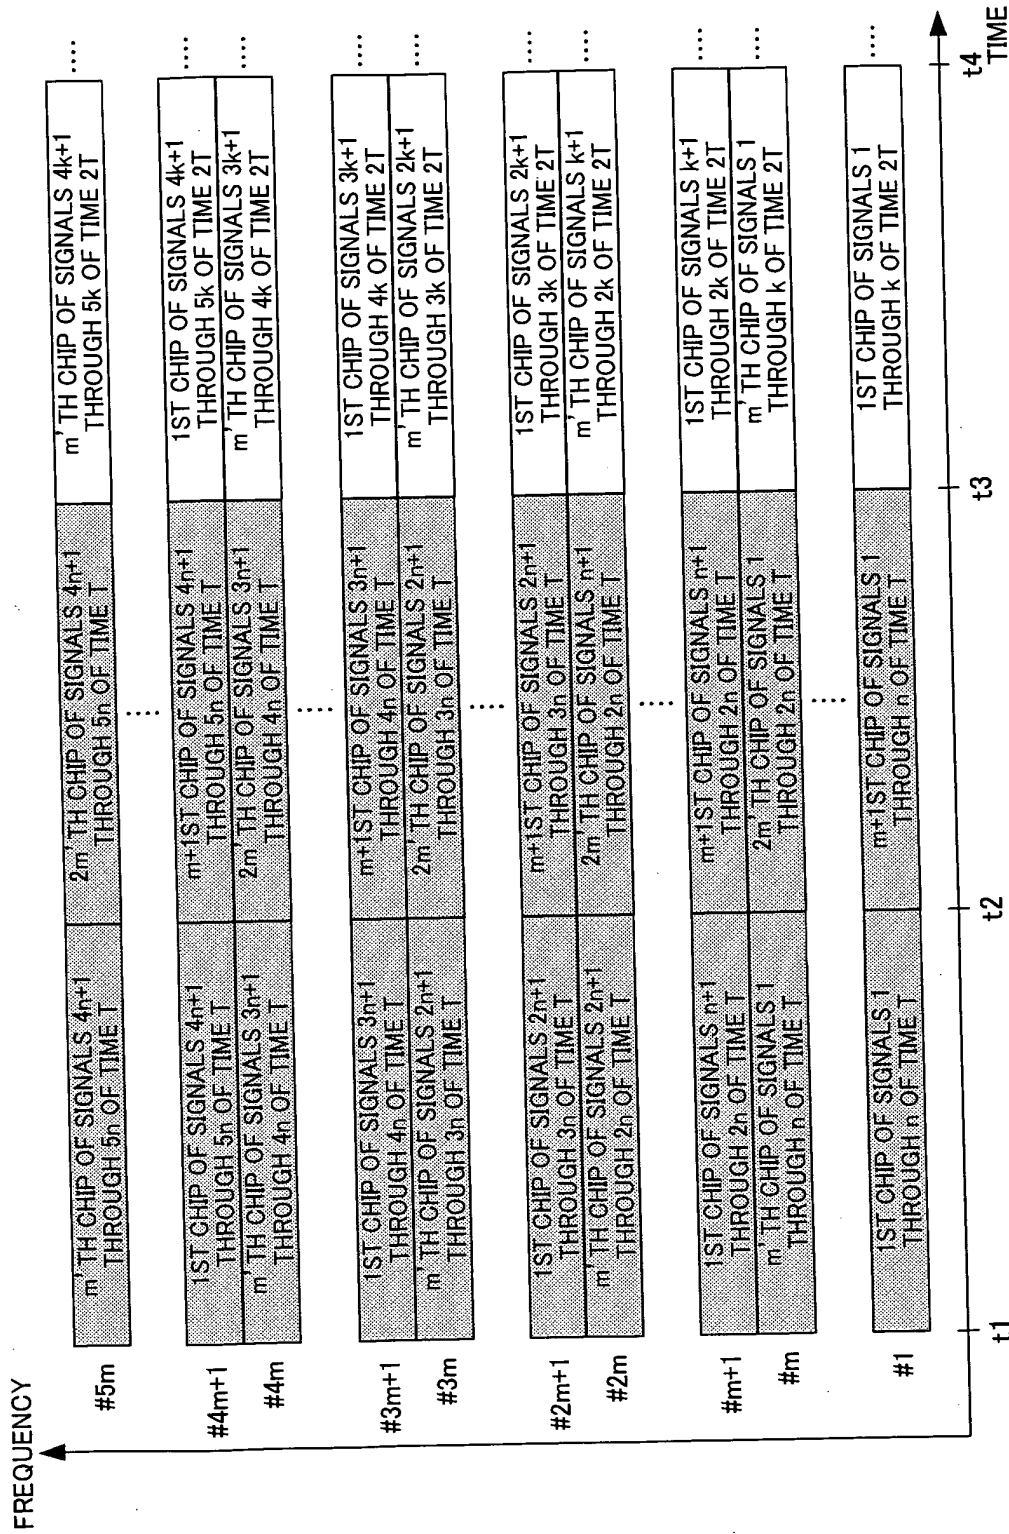 FREQUENCY
#5m
m' TH CHIP OF SIGNALS 4n+1
THROUGH 5n OF TIME T
2m' TH CHIP OF SIGNALS 4n+1
THROUGH 5n OF TIME T
m' TH CHIP OF SIGNALS 4k+1
THROUGH 5k OF TIME 2T
....
.....
#4m+1
1ST CHIP OF SIGNALS 4n+1
THROUGH 5n OF TIME T
m+1ST CHIP OF SIGNALS 4n+1
THROUGH 5n OF TIME T
1ST CHIP OF SIGNALS 4k+1
THROUGH 5k OF TIME 2T
....
#4m
m' TH CHIP OF SIGNALS 3n+1
THROUGH 4n OF TIME T
2m' TH CHIP OF SIGNALS 3n+1
THROUGH 4n OF TIME T
m' TH CHIP OF SIGNALS 3k+1
THROUGH 4k OF TIME 2T
....
.....
#3m+1
1ST CHIP OF SIGNALS 3n+1
THROUGH 4n OF TIME T
m+1ST CHIP OF SIGNALS 3n+1
THROUGH 4n OF TIME T
1ST CHIP OF SIGNALS 3k+1
THROUGH 4k OF TIME 2T
....
#3m
m' TH CHIP OF SIGNALS 2n+1
THROUGH 3n OF TIME T
2m' TH CHIP OF SIGNALS 2n+1
THROUGH 3n OF TIME T
m' TH CHIP OF SIGNALS 2k+1
THROUGH 3k OF TIME 2T
....
.....
#2m+1
1ST CHIP OF SIGNALS 2n+1
THROUGH 3n OF TIME T
m+1ST CHIP OF SIGNALS 2n+1
THROUGH 3n OF TIME T
1ST CHIP OF SIGNALS 2k+1
THROUGH 3k OF TIME 2T
....
#2m
m' TH CHIP OF SIGNALS 2n+1
THROUGH 2n OF TIME T
2m' TH CHIP OF SIGNALS n+1
THROUGH 2n OF TIME T
m' TH CHIP OF SIGNALS k+1
THROUGH 2k OF TIME 2T
....
.....
#m+1
1ST CHIP OF SIGNALS n+1
THROUGH 2n OF TIME T
m+1ST CHIP OF SIGNALS n+1
THROUGH 2n OF TIME T
1ST CHIP OF SIGNALS k+1
THROUGH 2k OF TIME 2T
....
#m
m' TH CHIP OF SIGNALS 1
THROUGH n OF TIME T
2m' TH CHIP OF SIGNALS 1
THROUGH 2n OF TIME T
m' TH CHIP OF SIGNALS 1
THROUGH k OF TIME 2T
....
.....
#1
1ST CHIP OF SIGNALS 1
THROUGH n OF TIME T
m+1ST CHIP OF SIGNALS 1
THROUGH n OF TIME T
1ST CHIP OF SIGNALS 1
THROUGH k OF TIME 2T
....
t1
t2
t3
t4
TIME